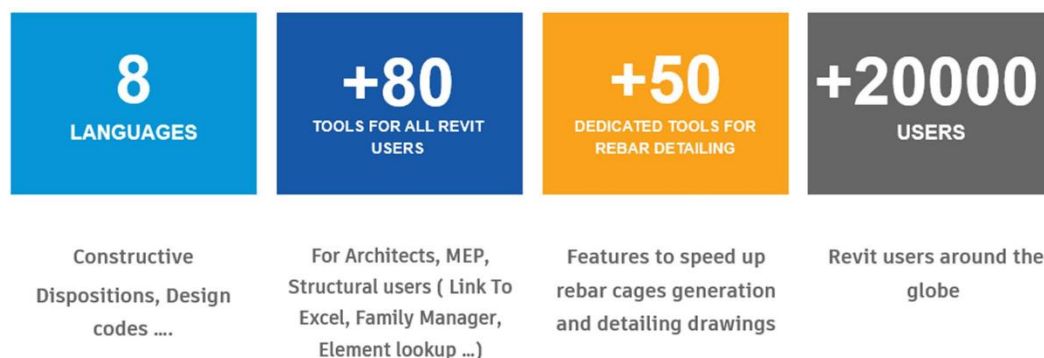 8
LANGUAGES
+80
TOOLS FOR ALL REVIT
USERS
+50
DEDICATED TOOLS FOR
REBAR DETAILING
+20000
USERS
Constructive
Dispositions, Design
codes ....
For Architects, MEP,
Structural users ( Link To
Excel, Family Manager,
Element lookup ...)
Features to speed up
rebar cages generation
and detailing drawings
Revit users around the
globe